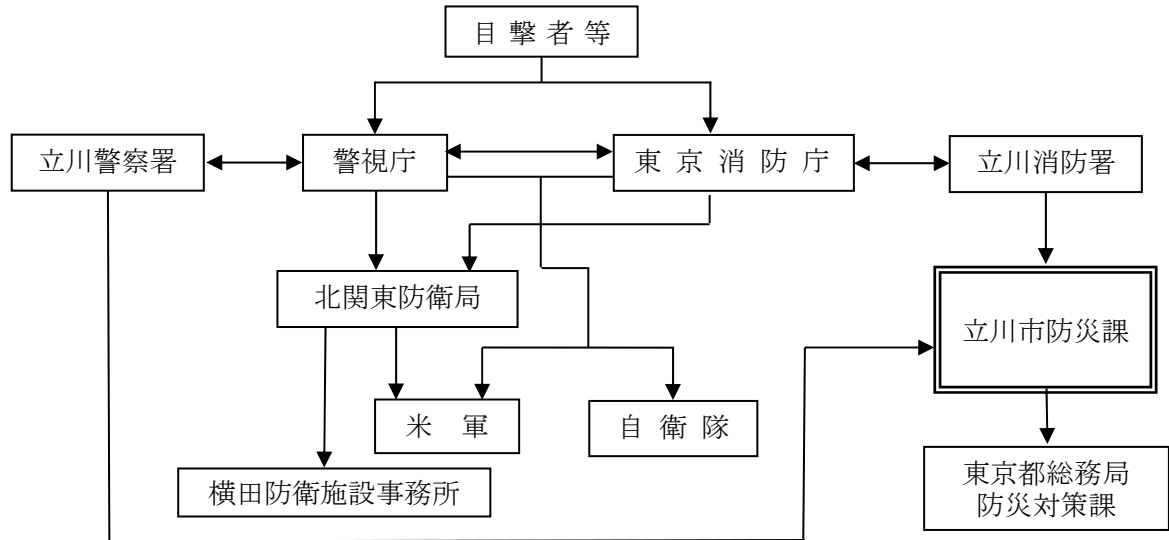 目撃者等
立川警察署
警視庁
東京消防庁
立川消防署
北関東防衛局
立川市防災課
米 軍
自衛隊
横田防衛施設事務所
東京都総務局
防災対策課